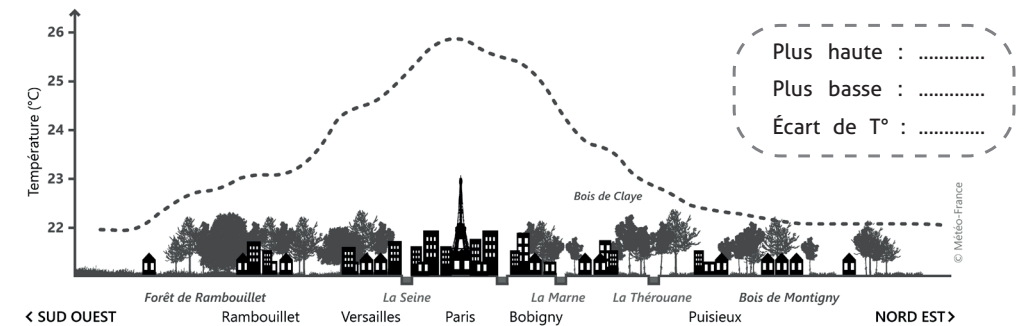 Température (°C)
26
25
24
23
22
Plus haute : .............
Plus basse : .............
Écart de T° : .............
Bois de Claye
© Météo-France
Forêt de Rambouillet La Seine La Marne La Thérouane Bois de Montigny
< SUD OUEST Rambouillet Versailles Paris Bobigny Puisieux NORD EST >